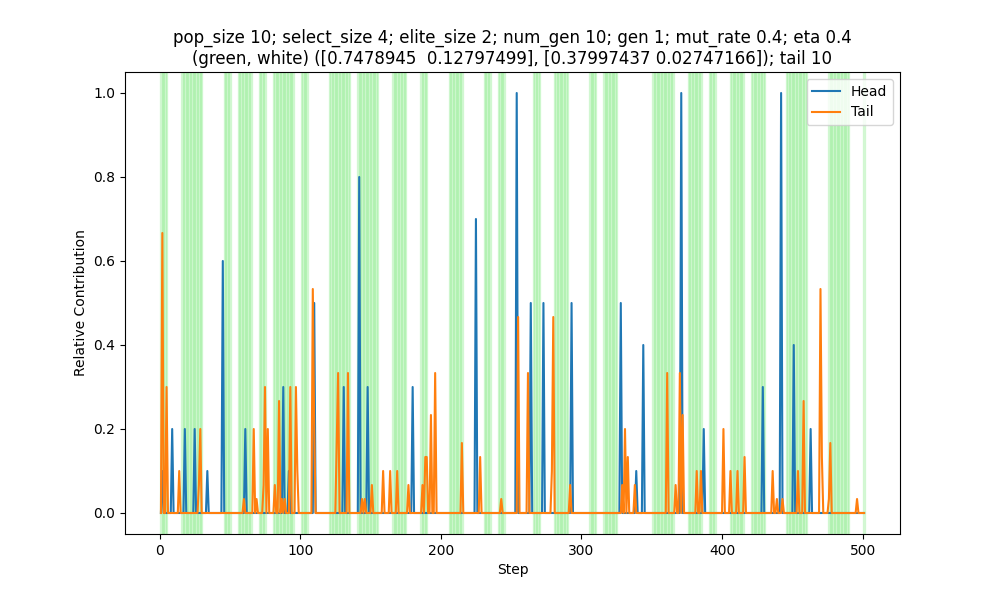 pop_size 10; select_size 4; elite_size 2; num_gen 10; gen 1; mut_rate 0.4; eta 0.4
(green, white) ([0.7478945  0.12797499], [0.37997437 0.02747166]); tail 10
Head
Tail
1.0
0.8
0.6
0.4
0.2
0.0
Relative Contribution
0 100 200 300 400 500
Step